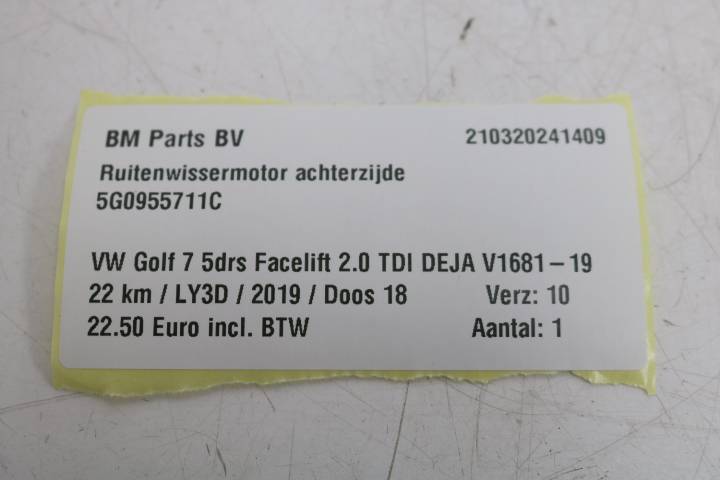 BM Parts BV 210320241409
Ruitenwissermotor achterzijde
5G0955711C
VW Golf 7 5drs Facelift 2.0 TDI DEJA V1681-19
22 km / LY3D / 2019 / Doos 18 Verz: 10
22.50 Euro incl. BTW Aantal: 1